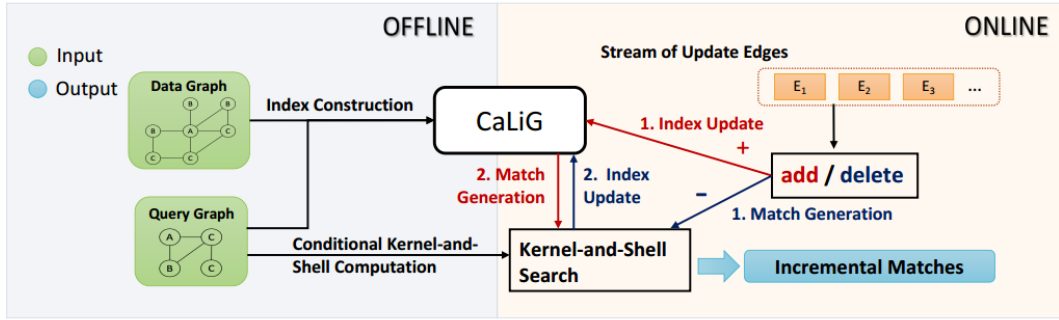 OFFLINE
ONLINE
Input
Output
Data Graph
B
B
B
A
C
C
C
Index Construction
Query Graph
A
C
B
C
Conditional Kernel-and-
Shell Computation
CaLiG
2. Match
Generation
2. Index
Update
Kernel-and-Shell
Search
Stream of Update Edges
E1
E2
E3
...
1. Index Update
+
add / delete
–
1. Match Generation
Incremental Matches